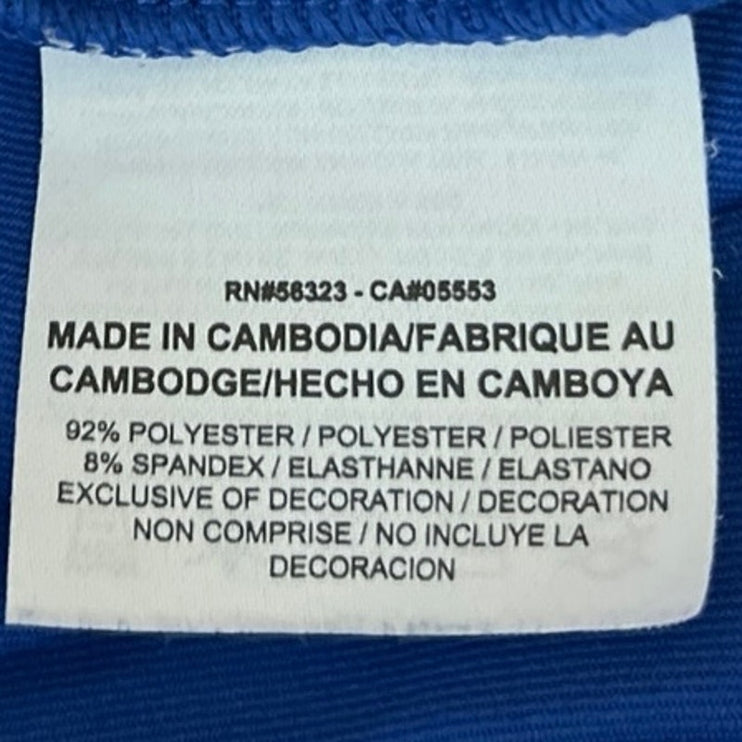 RN#56323 - CA#05553
MADE IN CAMBODIA/FABRIQUE AU
CAMBODGE/HECHO EN CAMBOYA
92% POLYESTER / POLYESTER / POLIESTER
8% SPANDEX / ELASTHANNE / ELASTANO
EXCLUSIVE OF DECORATION / DECORATION
NON COMPRISE / NO INCLUYE LA
DECORACION